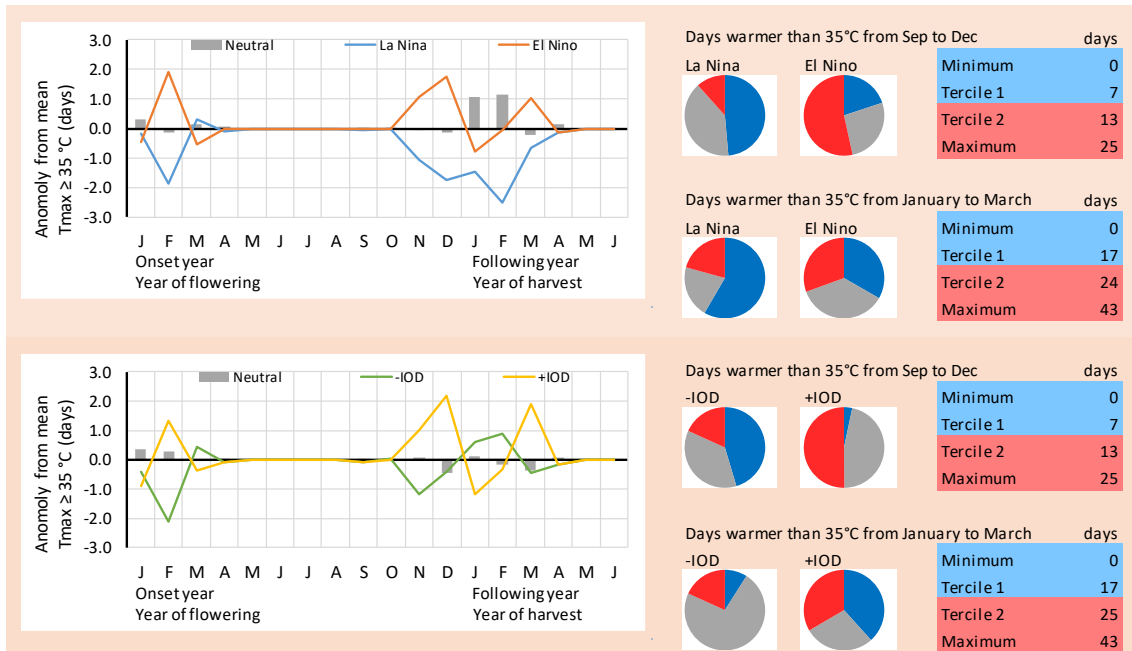 3.0
2.0
1.0
0.0
-1.0
-2.0
-3.0
Anomoly from mean
Tmax ≥ 35 °C (days)
Neutral La Nina El Nino
J F M A M J J A S O N D J F M A M J
Onset year Following year
Year of flowering Year of harvest
Days warmer than 35°C from Sep to Dec days
La Nina El Nino
Minimum 0
Tercile 1 7
Tercile 2 13
Maximum 25
Days warmer than 35°C from January to March days
La Nina El Nino
Minimum 0
Tercile 1 17
Tercile 2 24
Maximum 43
3.0
2.0
1.0
0.0
-1.0
-2.0
-3.0
Anomoly from mean
Tmax ≥ 35 °C (days)
Neutral -IOD +IOD
J F M A M J J A S O N D J F M A M J
Onset year Following year
Year of flowering Year of harvest
Days warmer than 35°C from Sep to Dec days
-IOD +IOD
Minimum 0
Tercile 1 7
Tercile 2 13
Maximum 25
Days warmer than 35°C from January to March days
-IOD +IOD
Minimum 0
Tercile 1 17
Tercile 2 25
Maximum 43